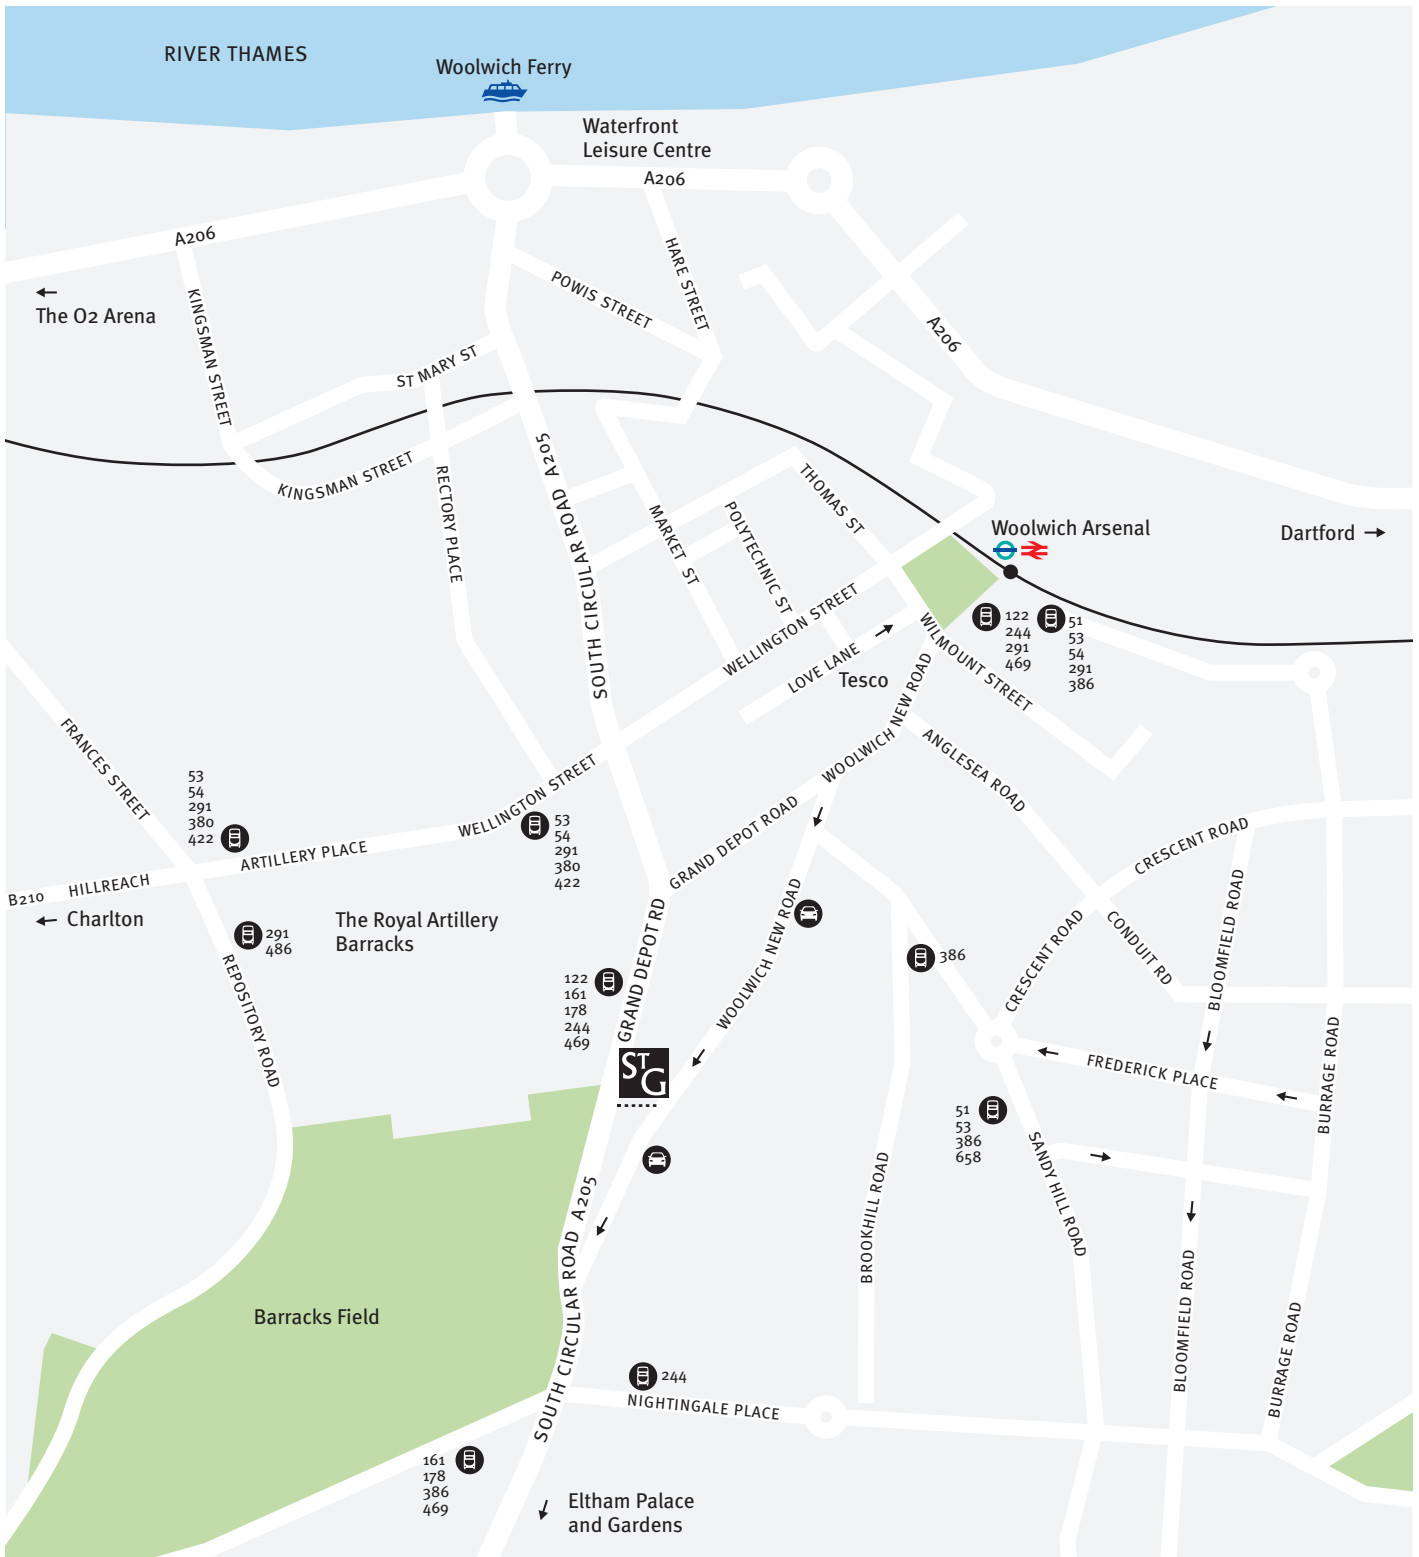 RIVER THAMES
Woolwich Ferry
Waterfront
Leisure Centre
A206
A206
HARE STREET
POWIS STREET
The O2 Arena
KINGSMAN STREET
A206
ST MARY ST
KINGSMAN STREET
RECTORY PLACE
SOUTH CIRCULAR ROAD A205
MARKET ST
POLYTECHNIC ST
THOMAS ST
Woolwich Arsenal
Dartford
122
244
291
469
51
53
54
291
386
WELLINGTON STREET
LOVE LANE
Tesco
WILMOUNT STREET
WOOLWICH NEW ROAD
ANGLESEA ROAD
FRANCES STREET
53
54
291
380
422
WELLINGTON STREET
53
54
291
380
422
ARTILLERY PLACE
B210 HILLREACH
Charlton
GRAND DEPOT ROAD
CRESCENT ROAD
CRESCENT ROAD
CONDUIT RD
BLOOMFIELD ROAD
The Royal Artillery
Barracks
291
486
REPOSITORY ROAD
GRAND DEPOT RD
WOOLWICH NEW ROAD
386
122
161
178
244
469
ST
G
FREDERICK PLACE
BURRAGE ROAD
51
53
386
658
SANDY HILL ROAD
BROOKHILL ROAD
SOUTH CIRCULAR ROAD A205
BLOOMFIELD ROAD
BURRAGE ROAD
Barracks Field
244
NIGHTINGALE PLACE
161
178
386
469
Eltham Palace
and Gardens